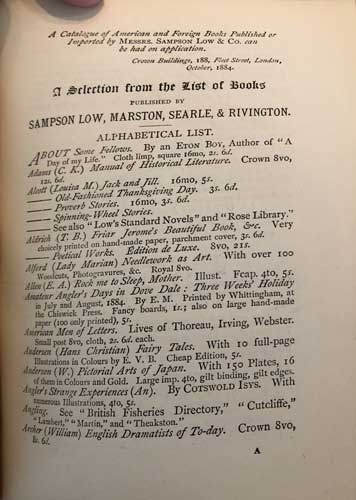 A Catalogue of American and Foreign Books Published or
Imported by MESSRS. SAMPSON LOW & CO. can
be had on application.
Crown Buildings, 188, Fleet Street, London,
October, 1884.
A Selection from the List of Books
PUBLISHED BY
SAMPSON LOW, MARSTON, SEARLE, & RIVINGTON.
ALPHABETICAL LIST.
ABOUT Some Fellows. By an ETON BOY, Author of "A
Day of my Life." Cloth limp, square 16mo, 2s. 6d.
Adams (C. K.) Manual of Historical Literature. Crown 8vo,
12s. 6d.
Alcott (Louisa M.) Jack and Jill. 16mo, 5s.
—— Old-Fashioned Thanksgiving Day. 3s. 6d.
—— Proverb Stories. 16mo, 3s. 6d.
—— Spinning-Wheel Stories.
—— See also "Low's Standard Novels" and "Rose Library."
Aldrich (T. B.) Friar Jerome's Beautiful Book, &c. Very
choicely printed on hand-made paper, parchment cover, 3s. 6d.
—— Poetical Works. Edition de Luxe. 8vo, 21s.
Alford (Lady Marian) Needlework as Art. With over 100
Woodcuts, Photogravures, &c. Royal 8vo.
Allen (E. A.) Rock me to Sleep, Mother. Illust. Fcap. 4to, 5s.
Amateur Angler's Days in Dove Dale: Three Weeks' Holiday
in July and August, 1884. By E. M. Printed by Whittingham, at
the Chiswick Press. Fancy boards, 1s.; also on large hand-made
paper (100 only printed), 5s.
American Men of Letters. Lives of Thoreau, Irving, Webster.
Small post 8vo, cloth, 2s. 6d. each.
Andersen (Hans Christian) Fairy Tales. With 10 full-page
Illustrations in Colours by E. V. B. Cheap Edition, 5s.
Andersen (W.) Pictorial Arts of Japan. With 150 Plates, 16
of them in Colours and Gold. Large imp. 4to, gilt binding, gilt edges.
Angler's Strange Experiences (An). By COTSWOLD ISYS. With
numerous Illustrations, 4to, 5s.
Angling. See "British Fisheries Directory," "Cutcliffe,"
"Lambert," "Martin," and "Theakston."
Archer (William) English Dramatists of To-day. Crown 8vo,
8s. 6d.
A